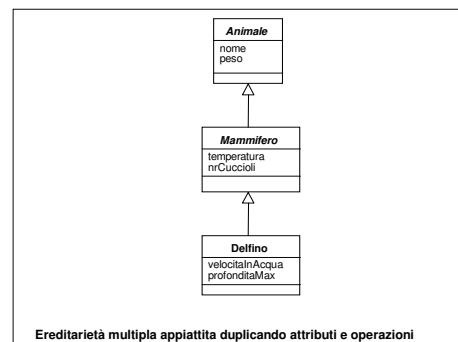 Animale
nome
peso
Mammifero
temperatura
nrCuccioli
Delfino
velocitaInAcqua
profonditaMax
Ereditarietà multipla appiattita duplicando attributi e operazioni